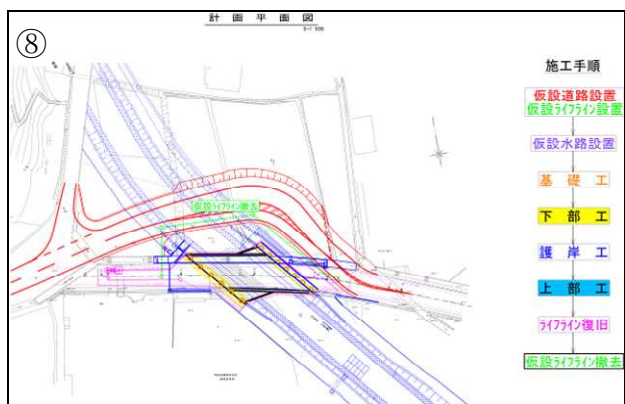 計画平面図
S=1:500
⑧
施工手順
仮設道路設置
仮設ライフライン設置
仮設水路設置
基礎工
下部工
護岸工
上部工
ライフライン復旧
仮設ライフライン撤去
仮設ライフライン撤去